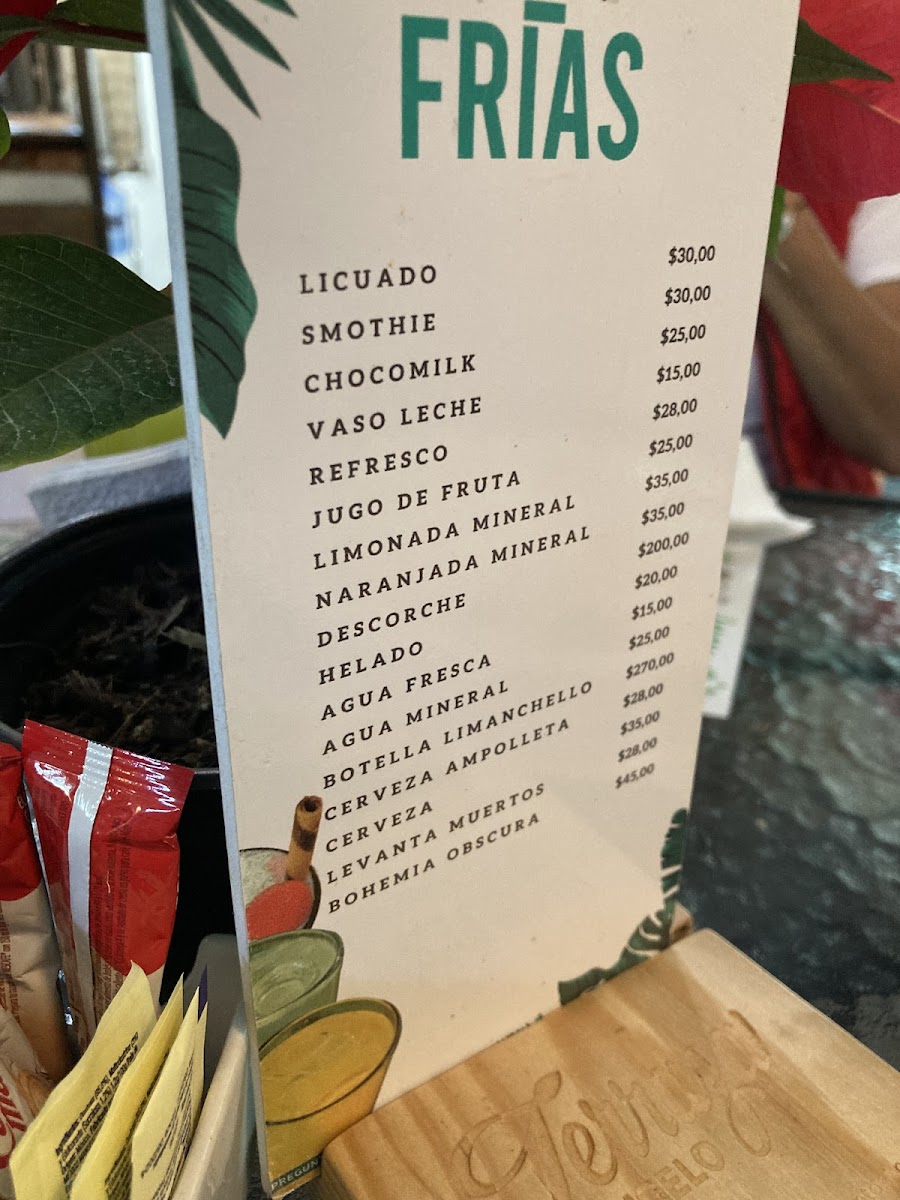 FRÍAS
LICUADO $30,00
SMOTHIE $30,00
CHOCOMILK $25,00
VASO LECHE $15,00
REFRESCO $28,00
JUGO DE FRUTA $25,00
LIMONADA MINERAL $35,00
NARANJADA MINERAL $35,00
DESCORCHE $200,00
HELADO $20,00
AGUA FRESCA $15,00
AGUA MINERAL $25,00
BOTELLA LIMANCHELLO $270,00
CERVEZA AMPOLLETA $28,00
CERVEZA $35,00
LEVANTA MUERTOS $28,00
BOHEMIA OBSCURA $45,00
PREGUN